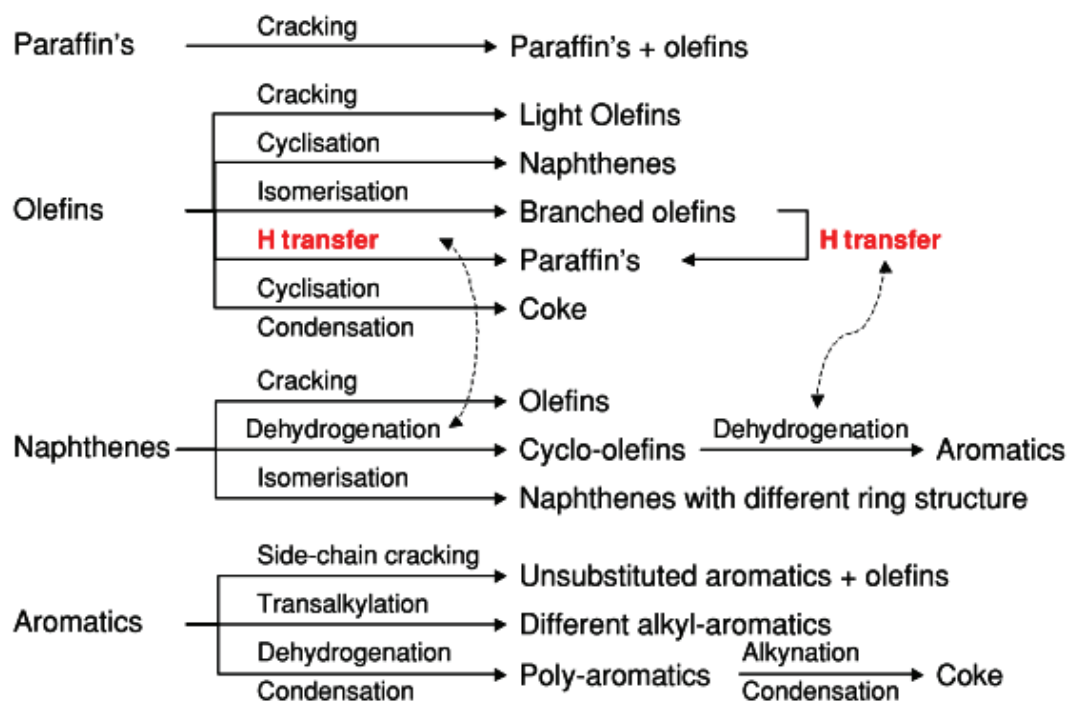 Cracking
Paraffin's Paraffin's + olefins
Cracking
Light Olefins
Cyclisation
Naphthenes
Isomerisation
Olefins Branched olefins
H transfer H transfer
Paraffin's
Cyclisation
Coke
Condensation
Cracking
Olefins
Dehydrogenation Dehydrogenation
Naphthenes Cyclo-olefins Aromatics
Isomerisation
Naphthenes with different ring structure
Side-chain cracking
Unsubstituted aromatics + olefins
Transalkylation
Aromatics Different alkyl-aromatics
Dehydrogenation Alkynation
Poly-aromatics Coke
Condensation Condensation